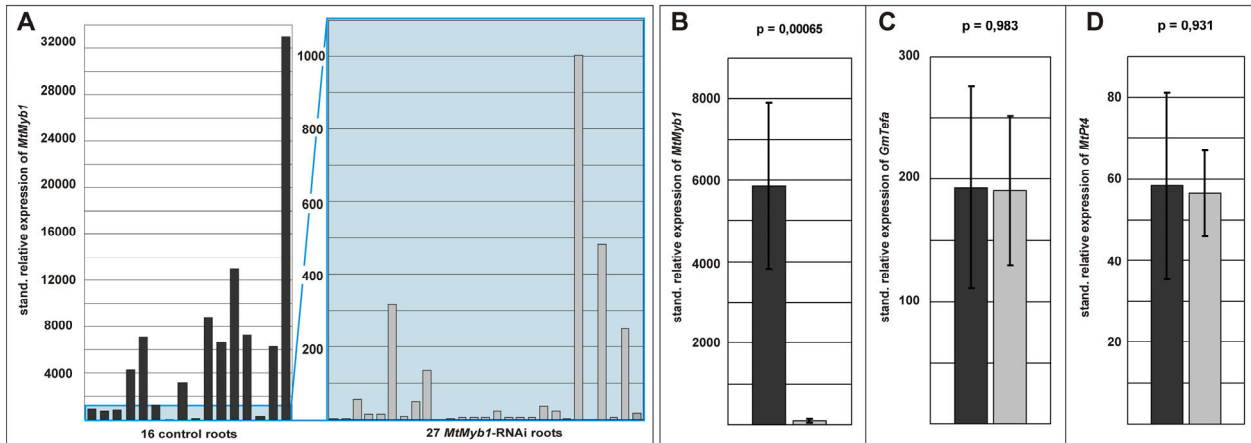 A
stand. relative expression of MtMyb1
32000
28000
24000
20000
16000
12000
8000
4000
16 control roots
1000
800
600
400
200
27 MtMyb1-RNAi roots
B
p = 0,00065
stand. relative expression of MtMyb1
8000
6000
4000
2000
C
p = 0,983
stand. relative expression of GmTefa
300
200
100
D
p = 0,931
stand. relative expression of MtPt4
80
60
40
20